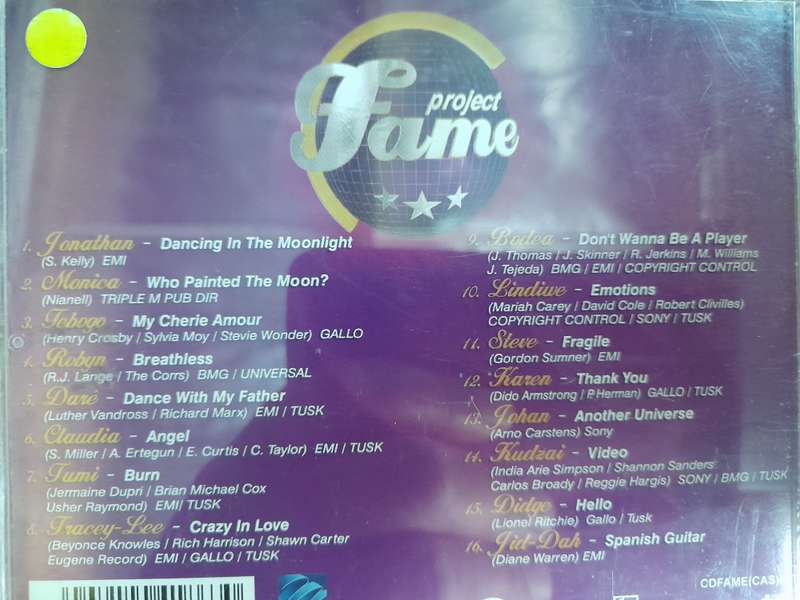 project
Fame
1. Jonathan - Dancing In The Moonlight
(S. Kelly) EMI
2. Monica - Who Painted The Moon?
(Nianell) TRIPLE M PUB DIR
3. Tebogo - My Cherie Amour
(Henry Crosby / Sylvia Moy / Stevie Wonder) GALLO
4. Robyn - Breathless
(R.J. Lange / The Corrs) BMG / UNIVERSAL
5. Daré - Dance With My Father
(Luther Vandross / Richard Marx) EMI / TUSK
6. Claudia - Angel
(S. Miller / A. Ertegun / E. Curtis / C. Taylor) EMI / TUSK
7. Tumi - Burn
(Jermaine Dupri / Brian Michael Cox
Usher Raymond) EMI/ TUSK
8. Tracey-Lee - Crazy In Love
(Beyonce Knowles / Rich Harrison / Shawn Carter
Eugene Record) EMI / GALLO / TUSK
9. Bodea - Don't Wanna Be A Player
(J. Thomas / J. Skinner / R. Jerkins / M. Williams
J. Tejeda) BMG / EMI / COPYRIGHT CONTROL
10. Lindiwe - Emotions
(Mariah Carey / David Cole / Robert Clivilles)
COPYRIGHT CONTROL / SONY / TUSK
11. Steve - Fragile
(Gordon Sumner) EMI
12. Karen - Thank You
(Dido Armstrong / P.Herman) GALLO / TUSK
13. Johan - Another Universe
(Arno Carstens) Sony
14. Kudzai - Video
(India Arie Simpson / Shannon Sanders
Carlos Broady / Reggie Hargis) SONY / BMG / TUSK
15. Didge - Hello
(Lionel Ritchie) Gallo / Tusk
16. Jid-Dah - Spanish Guitar
(Diane Warren) EMI
CDFAME(CAS)